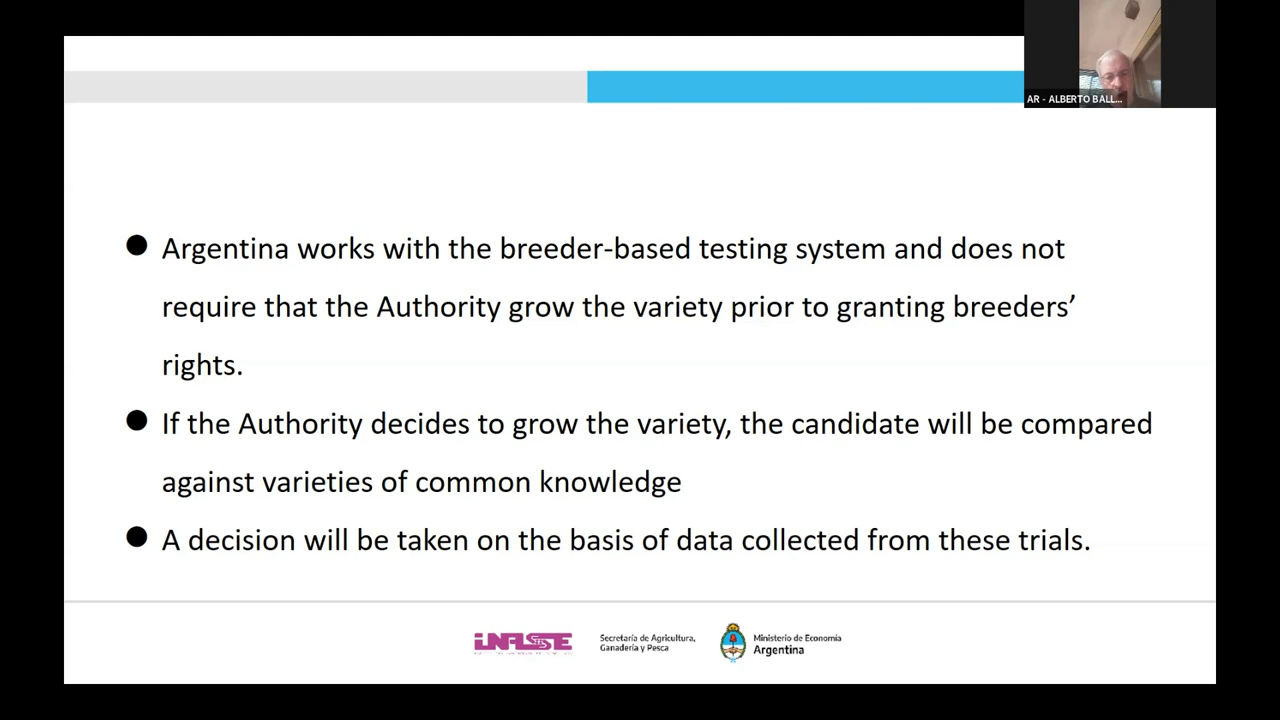 AR - ALBERTO BALL...
● Argentina works with the breeder-based testing system and does not
require that the Authority grow the variety prior to granting breeders’
rights.
● If the Authority decides to grow the variety, the candidate will be compared
against varieties of common knowledge
● A decision will be taken on the basis of data collected from these trials.
INASE
Secretaría de Agricultura,
Ganadería y Pesca
Ministerio de Economía
Argentina